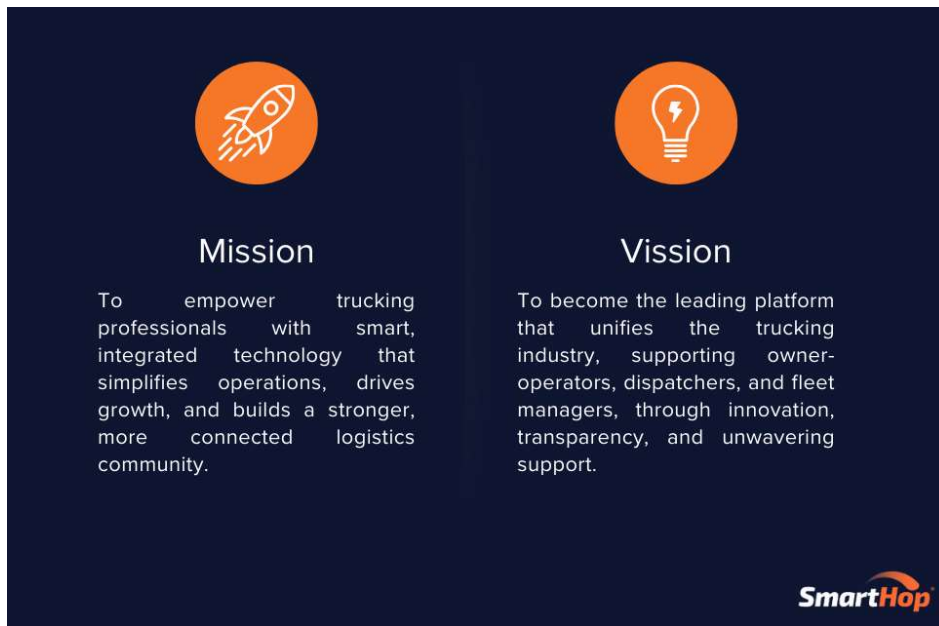 Mission
To empower trucking
professionals with smart,
integrated technology that
simplifies operations, drives
growth, and builds a stronger,
more connected logistics
community.
Vission
To become the leading platform
that unifies the trucking
industry, supporting owner-
operators, dispatchers, and fleet
managers, through innovation,
transparency, and unwavering
support.
SmartHop